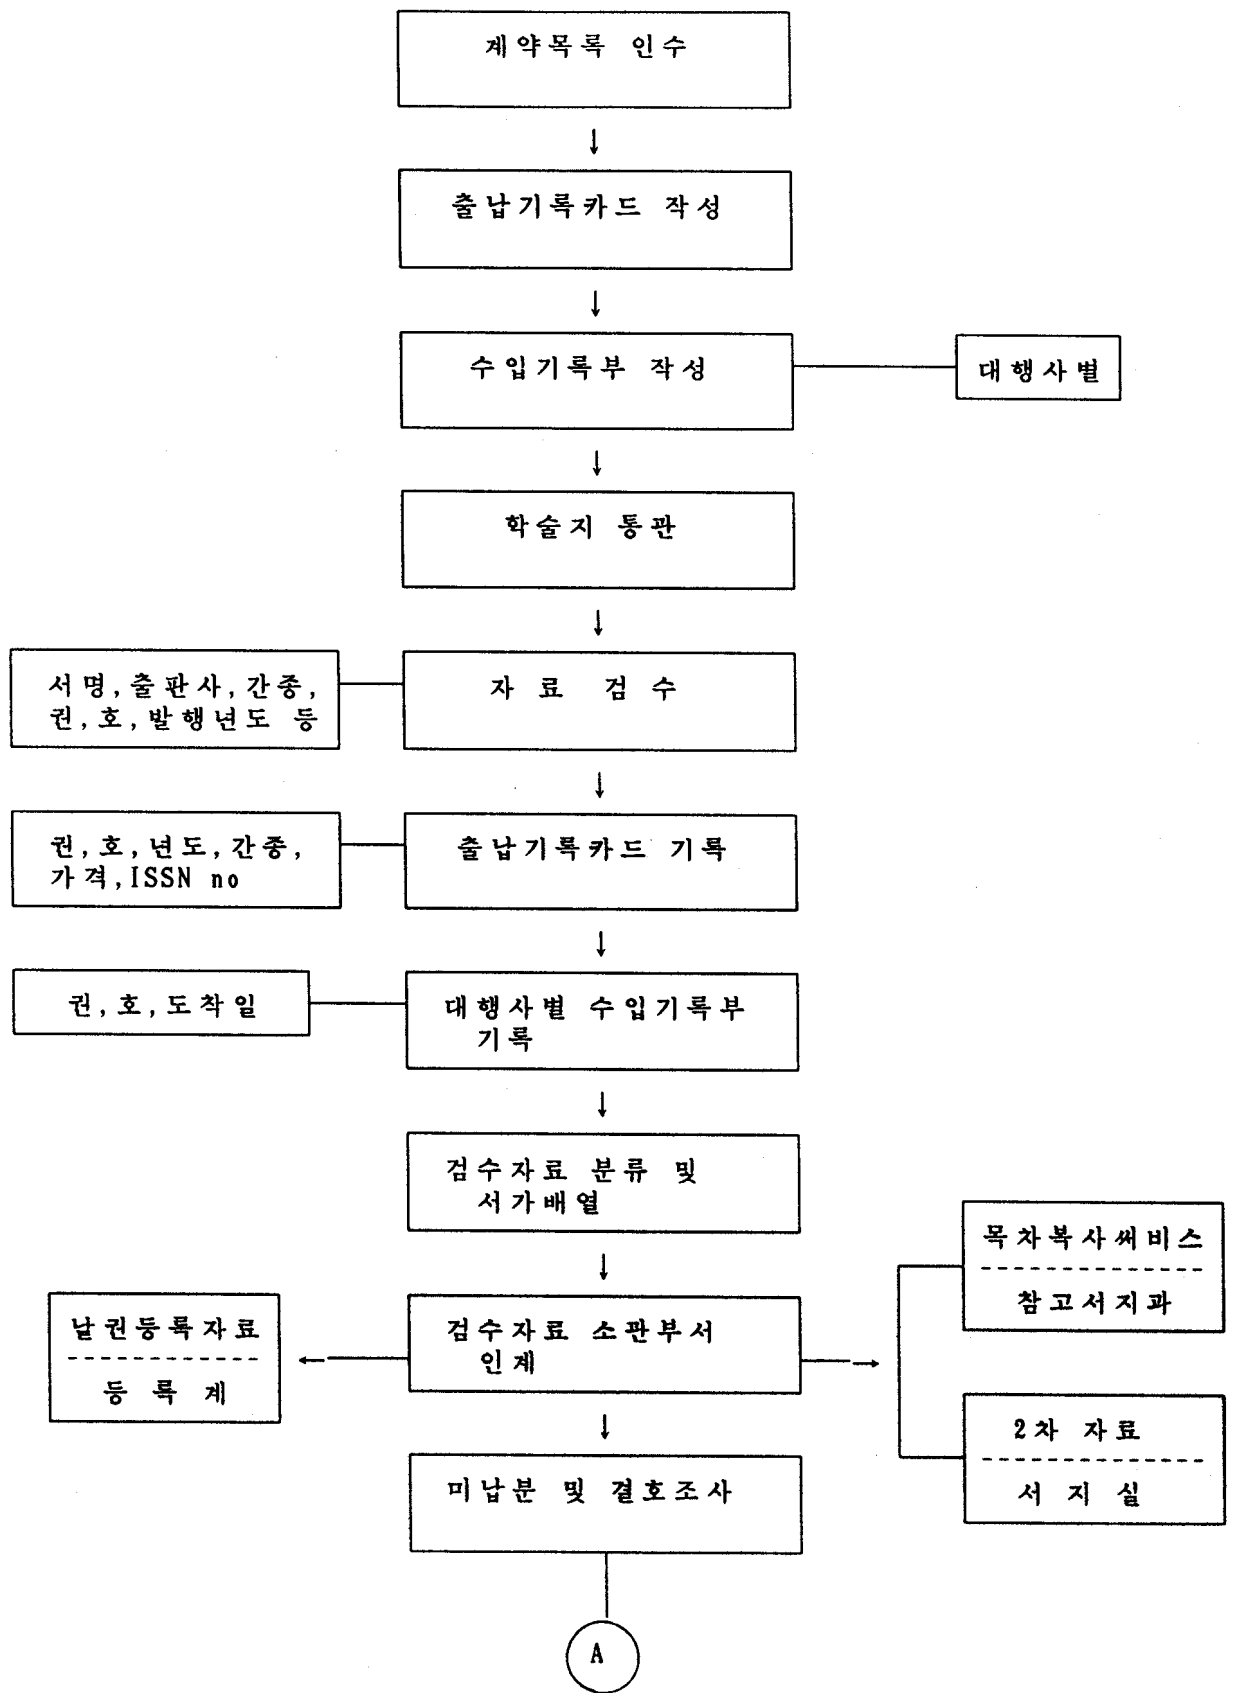 계약목록 인수
출납기록카드 작성
수입기록부 작성
대행사별
학술지 통관
서명,출판사,간종,
권,호,발행년도 등
자료 검수
권,호,년도,간종,
가격,ISSN no
출납기록카드 기록
권,호,도착일
대행사별 수입기록부
기록
검수자료 분류 및
서가배열
목차복사써비스
참고서지과
낱권등록자료
등록계
검수자료 소관부서
인계
2차 자료
서지실
미납분 및 결호조사
A